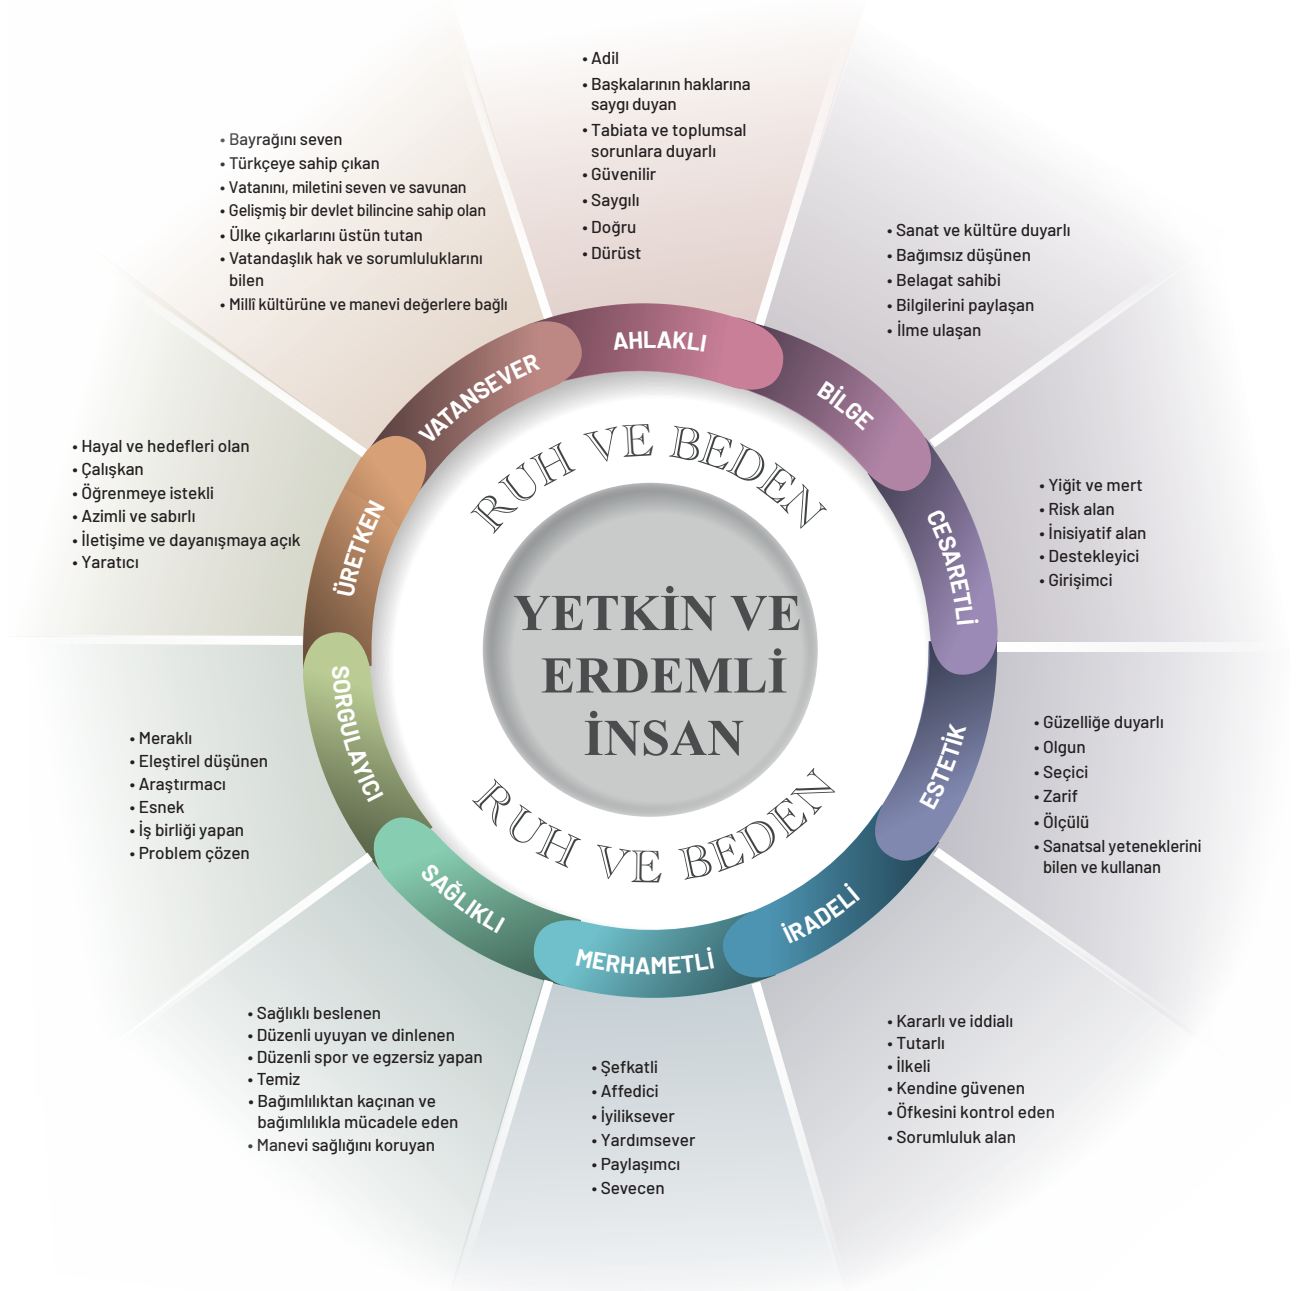 • Adil
• Başkalarının haklarına
saygı duyan
• Tabiata ve toplumsal
sorunlara duyarlı
• Güvenilir
• Saygılı
• Doğru
• Dürüst
• Bayrağını seven
• Türkçeye sahip çıkan
• Vatanını, miletini seven ve savunan
• Gelişmiş bir devlet bilincine sahip olan
• Ülke çıkarlarını üstün tutan
• Vatandaşlık hak ve sorumluluklarını
bilen
• Millî kültürüne ve manevi değerlere bağlı
• Sanat ve kültüre duyarlı
• Bağımsız düşünen
• Belagat sahibi
• Bilgilerini paylaşan
• İlme ulaşan
• Hayal ve hedefleri olan
• Çalışkan
• Öğrenmeye istekli
• Azimli ve sabırlı
• İletişime ve dayanışmaya açık
• Yaratıcı
• Yiğit ve mert
• Risk alan
• İnisiyatif alan
• Destekleyici
• Girişimci
AHLAKLI
BİLGE
CESARETLİ
ESTETİK
İRADELİ
MERHAMETLİ
SAĞLIKLI
SORGULAYICI
ÜRETKEN
VATANSEVER
RUH VE BEDEN
YETKİN VE
ERDEMLİ
İNSAN
RUH VE BEDEN
• Meraklı
• Eleştirel düşünen
• Araştırmacı
• Esnek
• İş birliği yapan
• Problem çözen
• Güzelliğe duyarlı
• Olgun
• Seçici
• Zarif
• Ölçülü
• Sanatsal yeteneklerini
bilen ve kullanan
• Sağlıklı beslenen
• Düzenli uyuyan ve dinlenen
• Düzenli spor ve egzersiz yapan
• Temiz
• Bağımlılıktan kaçınan ve
bağımlılıkla mücadele eden
• Manevi sağlığını koruyan
• Şefkatli
• Affedici
• İyiliksever
• Yardımsever
• Paylaşımcı
• Sevecen
• Kararlı ve iddialı
• Tutarlı
• İlkeli
• Kendine güvenen
• Öfkesini kontrol eden
• Sorumluluk alan